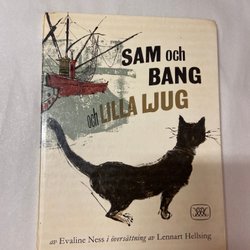 SAM och
BANG
och LILLA LJUG
av Evaline Ness i översättning av Lennart Hellsing